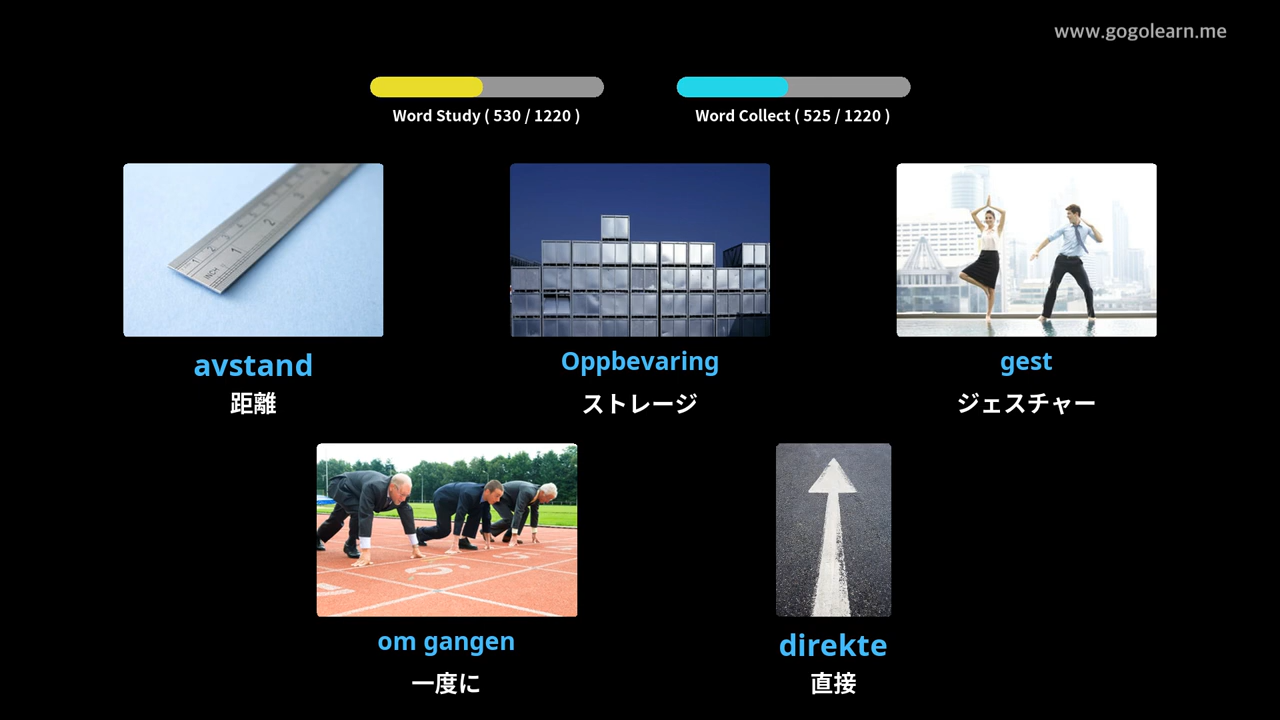 www.gogolearn.me
Word Study ( 530 / 1220 )
Word Collect ( 525 / 1220 )
avstand
距離
Oppbevaring
ストレージ
gest
ジェスチャー
om gangen
一度に
direkte
直接